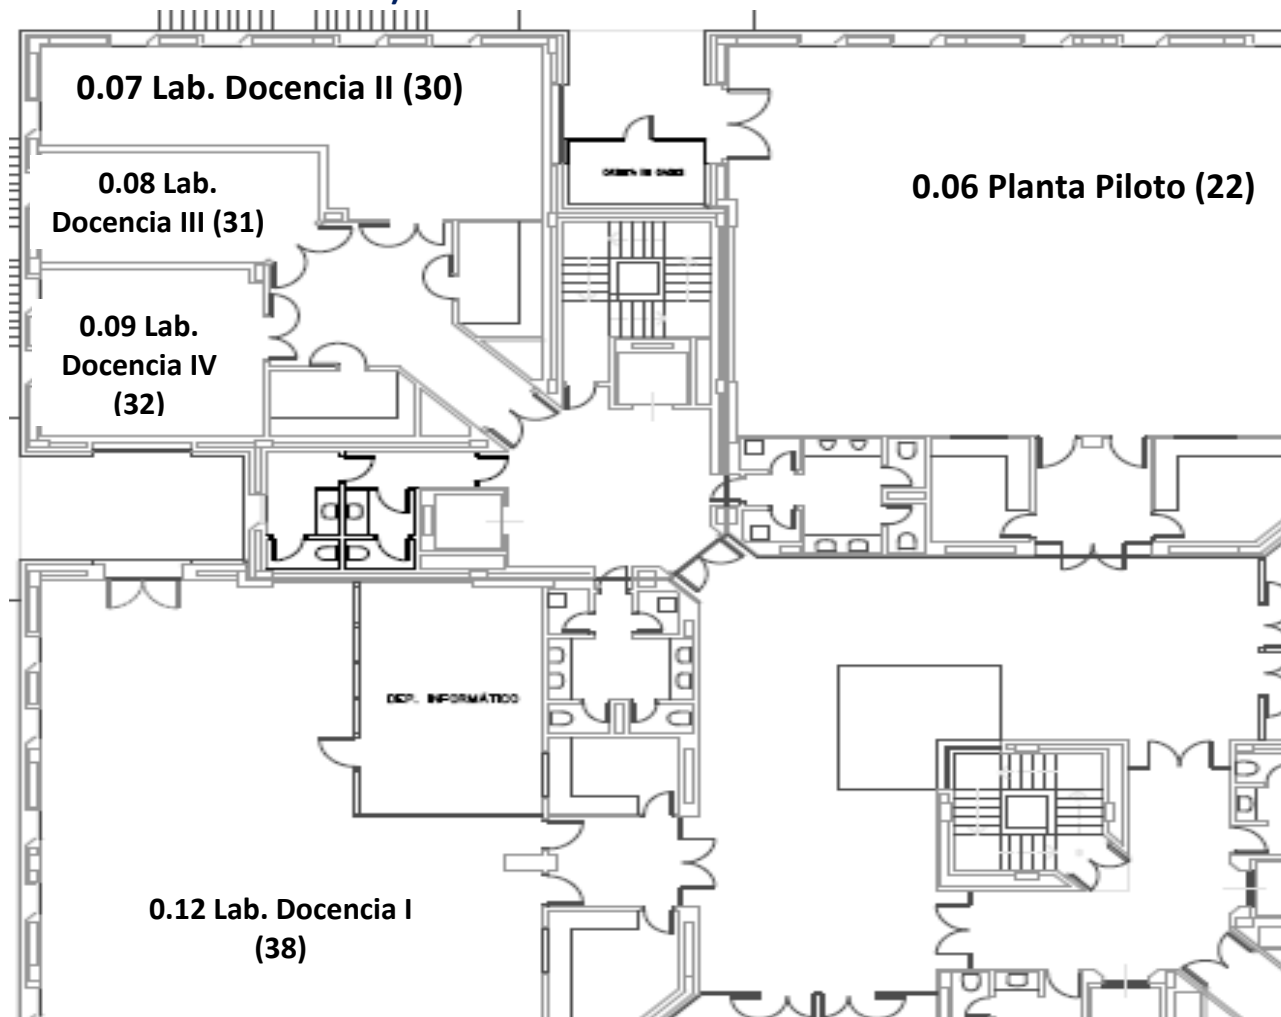 0.07 Lab. Docencia II (30)
0.08 Lab.
Docencia III (31)
0.06 Planta Piloto (22)
0.09 Lab.
Docencia IV
(32)
DEP. INFORMÁTICO
0.12 Lab. Docencia I
(38)